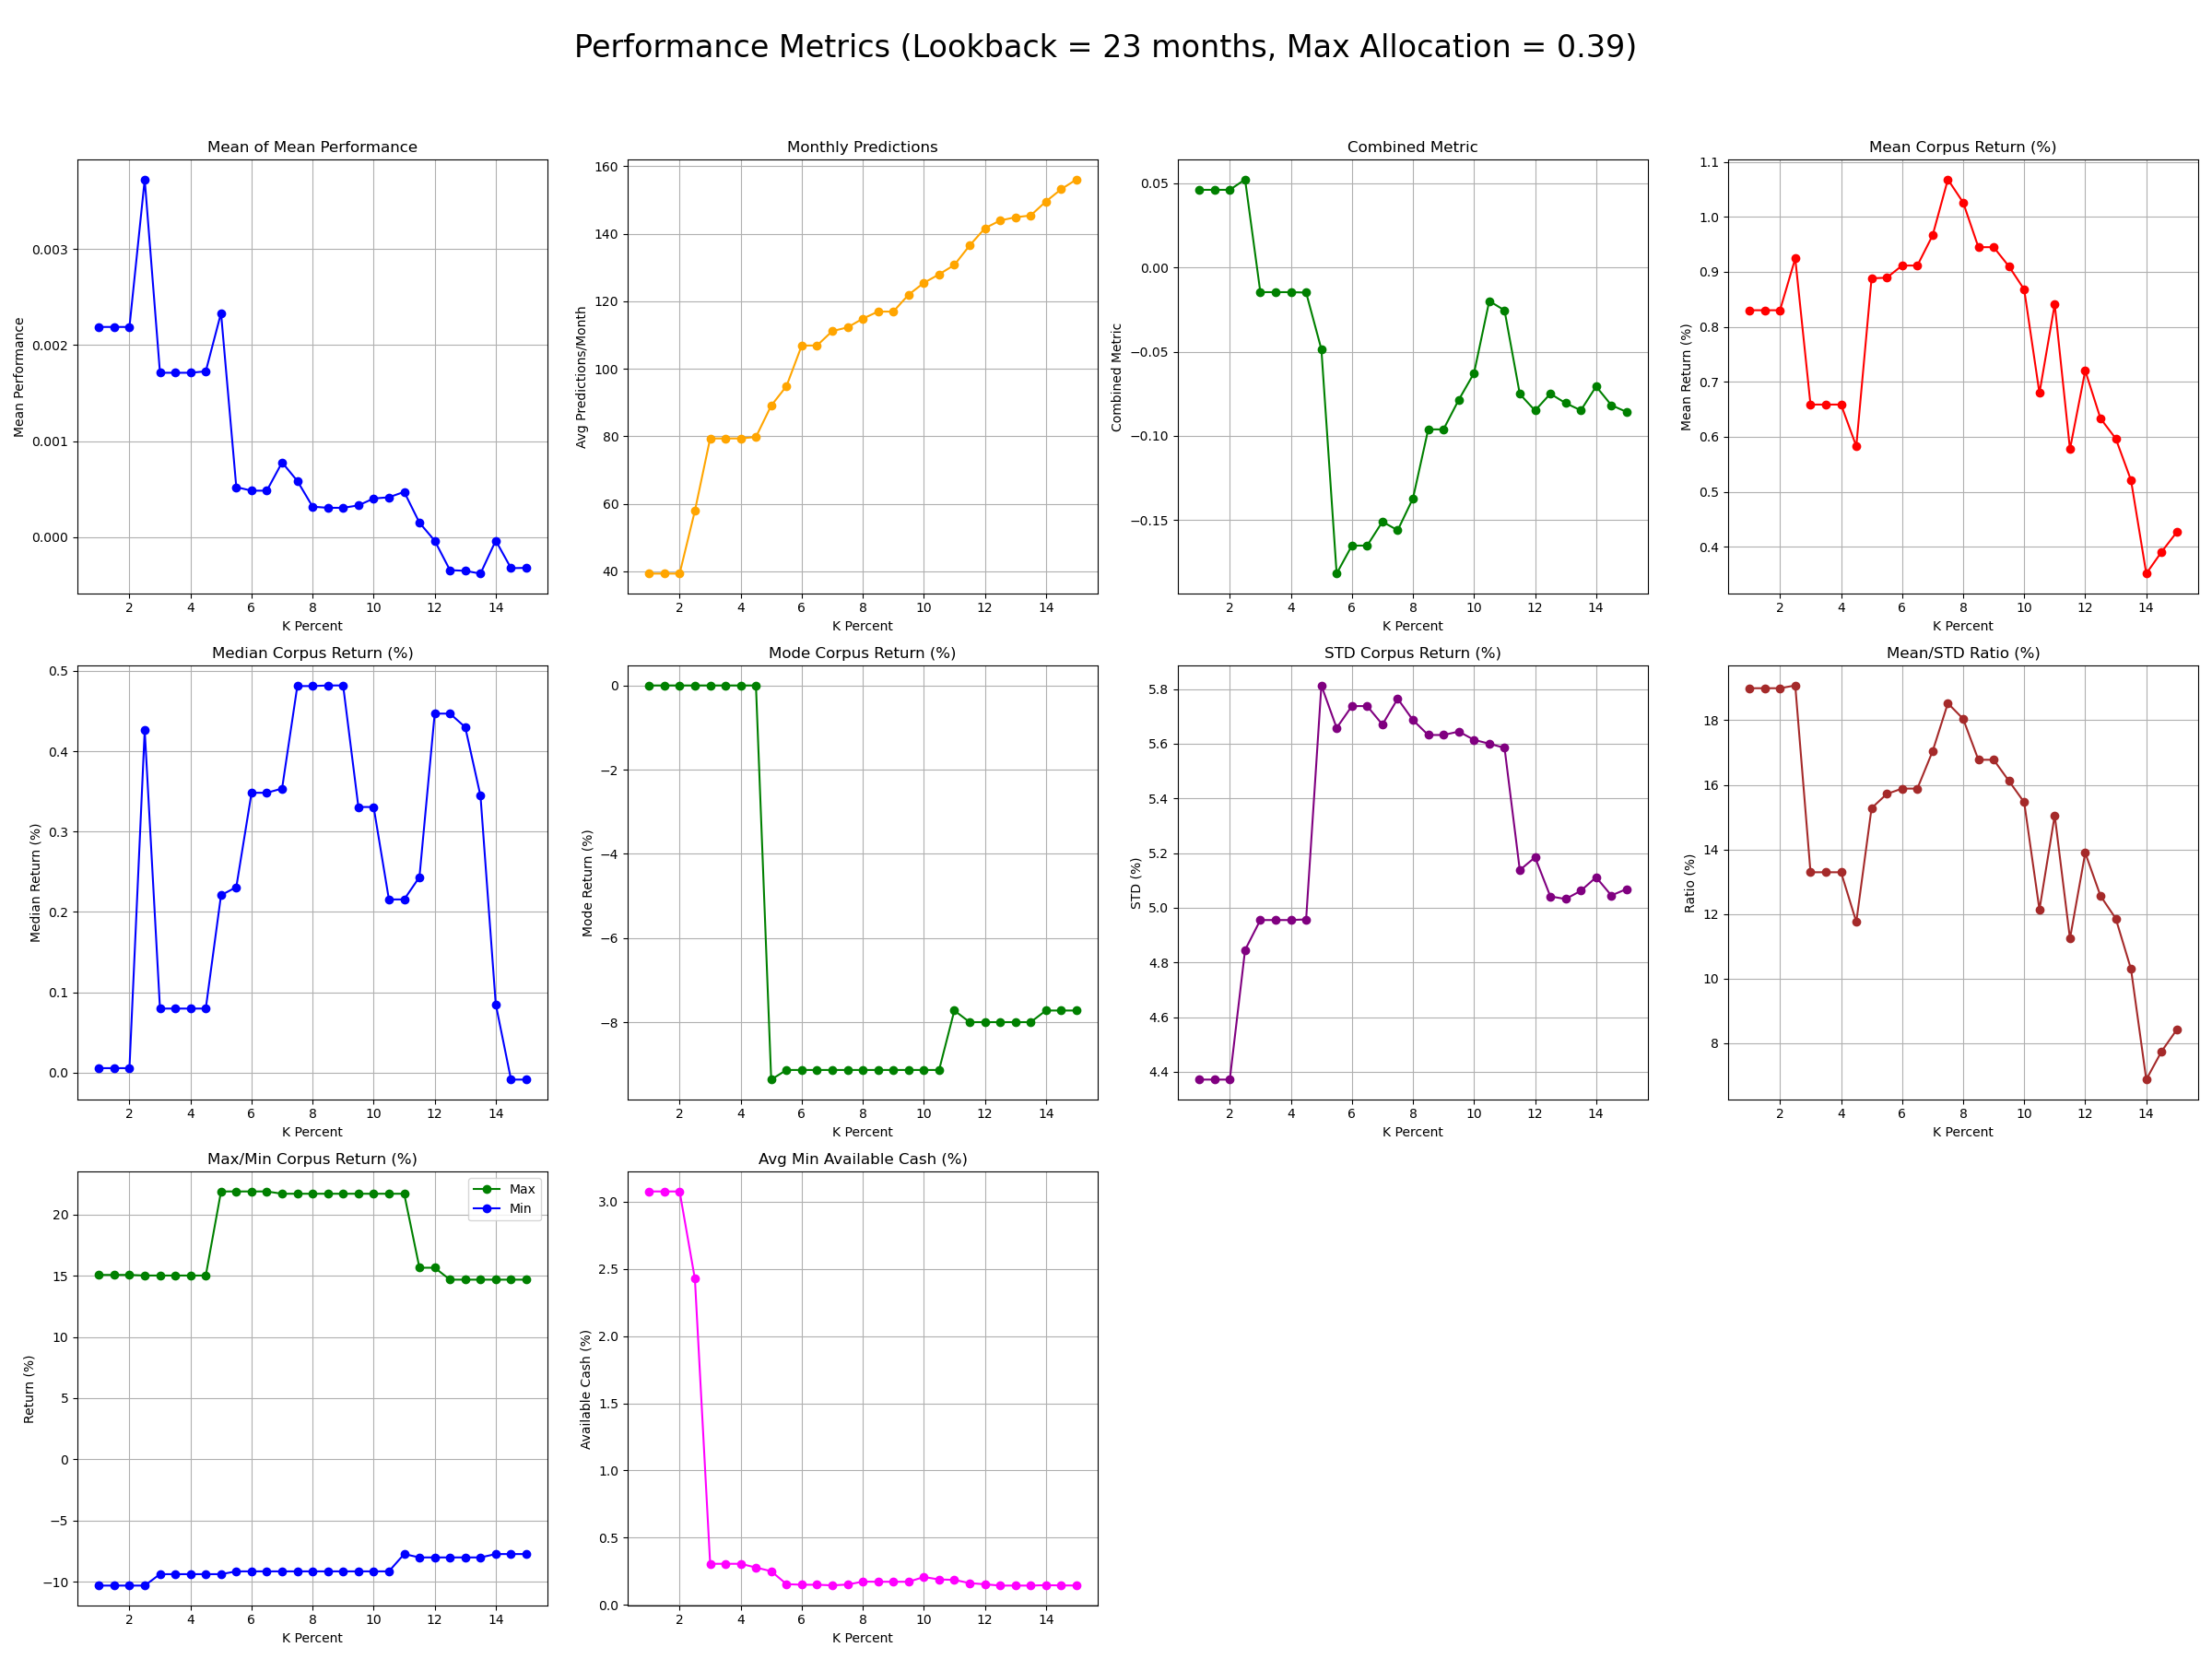 Performance Metrics (Lookback = 23 months, Max Allocation = 0.39)
Mean of Mean Performance
Mean Performance
0.003
0.002
0.001
0.000
2 4 6 8 10 12 14
K Percent
Monthly Predictions
Avg Predictions/Month
160
140
120
100
80
60
40
2 4 6 8 10 12 14
K Percent
Combined Metric
Combined Metric
0.05
0.00
−0.05
−0.10
−0.15
2 4 6 8 10 12 14
K Percent
Mean Corpus Return (%)
Mean Return (%)
1.1
1.0
0.9
0.8
0.7
0.6
0.5
0.4
2 4 6 8 10 12 14
K Percent
Median Corpus Return (%)
Median Return (%)
0.5
0.4
0.3
0.2
0.1
0.0
2 4 6 8 10 12 14
K Percent
Mode Corpus Return (%)
Mode Return (%)
0
−2
−4
−6
−8
2 4 6 8 10 12 14
K Percent
STD Corpus Return (%)
STD (%)
5.8
5.6
5.4
5.2
5.0
4.8
4.6
4.4
2 4 6 8 10 12 14
K Percent
Mean/STD Ratio (%)
Ratio (%)
18
16
14
12
10
8
2 4 6 8 10 12 14
K Percent
Max/Min Corpus Return (%)
Return (%)
20
15
10
5
0
−5
−10
Max
Min
2 4 6 8 10 12 14
K Percent
Avg Min Available Cash (%)
Available Cash (%)
3.0
2.5
2.0
1.5
1.0
0.5
0.0
2 4 6 8 10 12 14
K Percent